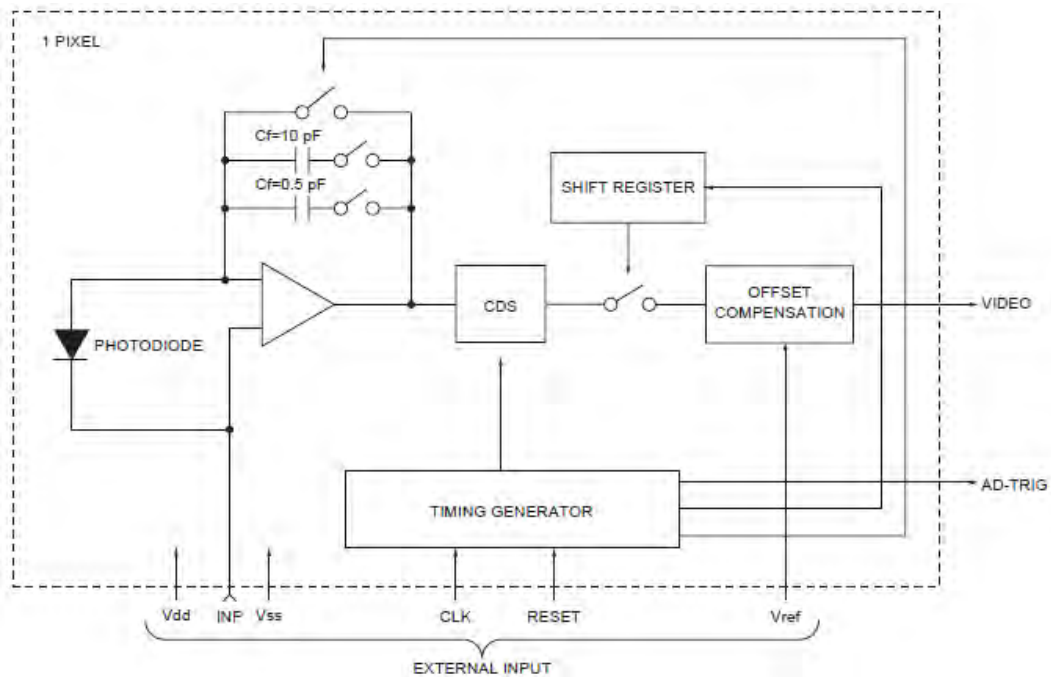 1 PIXEL
Cf=10 pF
Cf=0.5 pF
SHIFT REGISTER
CDS
OFFSET
COMPENSATION
VIDEO
PHOTODIODE
TIMING GENERATOR
AD-TRIG
Vdd
INP
Vss
CLK
RESET
Vref
EXTERNAL INPUT